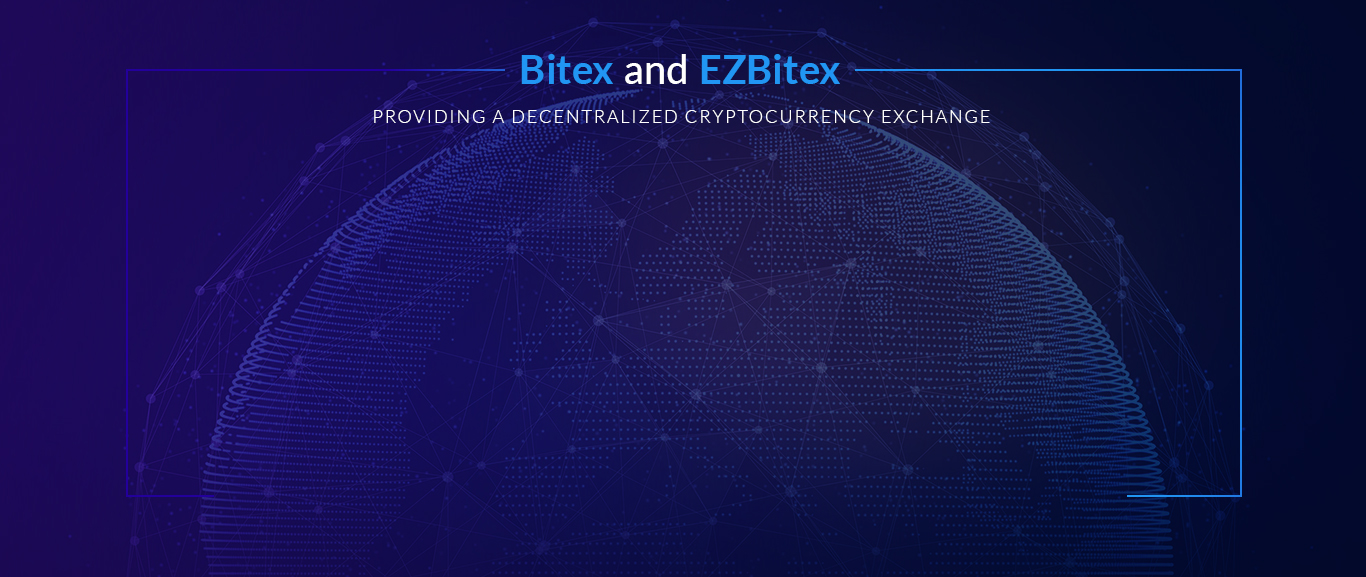 Bitex and EZBitex
PROVIDING A DECENTRALIZED CRYPTOCURRENCY EXCHANGE